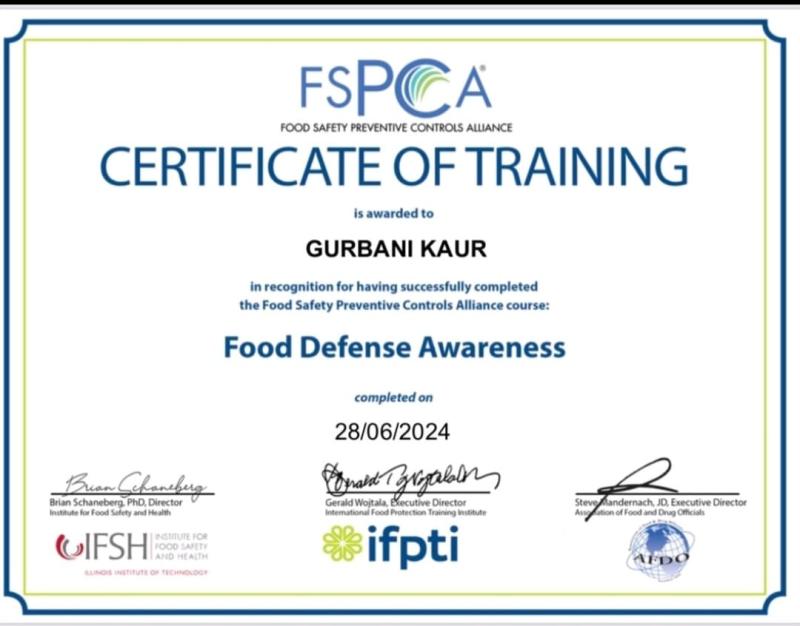 FSPCA®
FOOD SAFETY PREVENTIVE CONTROLS ALLIANCE
CERTIFICATE OF TRAINING
is awarded to
GURBANI KAUR
in recognition for having successfully completed
the Food Safety Preventive Controls Alliance course:
Food Defense Awareness
completed on
28/06/2024
Brian Schaneberg
Brian Schaneberg, PhD, Director
Institute for Food Safety and Health
IFSH
INSTITUTE FOR
FOOD SAFETY
AND HEALTH
ILLINOIS INSTITUTE OF TECHNOLOGY
Gerald Wojtala, Executive Director
International Food Protection Training Institute
ifpti
Steve Mandernach, JD, Executive Director
Association of Food and Drug Officials
AFDO